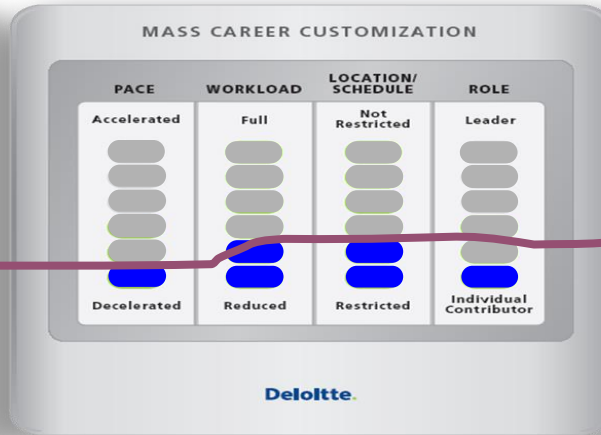 MASS CAREER CUSTOMIZATION
PACE
WORKLOAD
LOCATION/
SCHEDULE
ROLE
Accelerated
Full
Not
Restricted
Leader
Decelerated
Reduced
Restricted
Individual
Contributor
Deloitte.